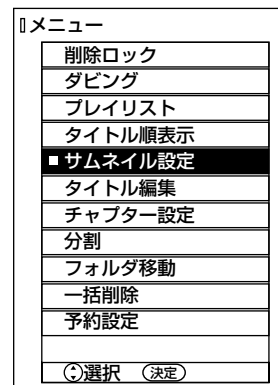 メニュー
削除ロック
ダビング
プレイリスト
タイトル順表示
サムネイル設定
タイトル編集
チャプター設定
分割
フォルダ移動
一括削除
予約設定
選択 決定